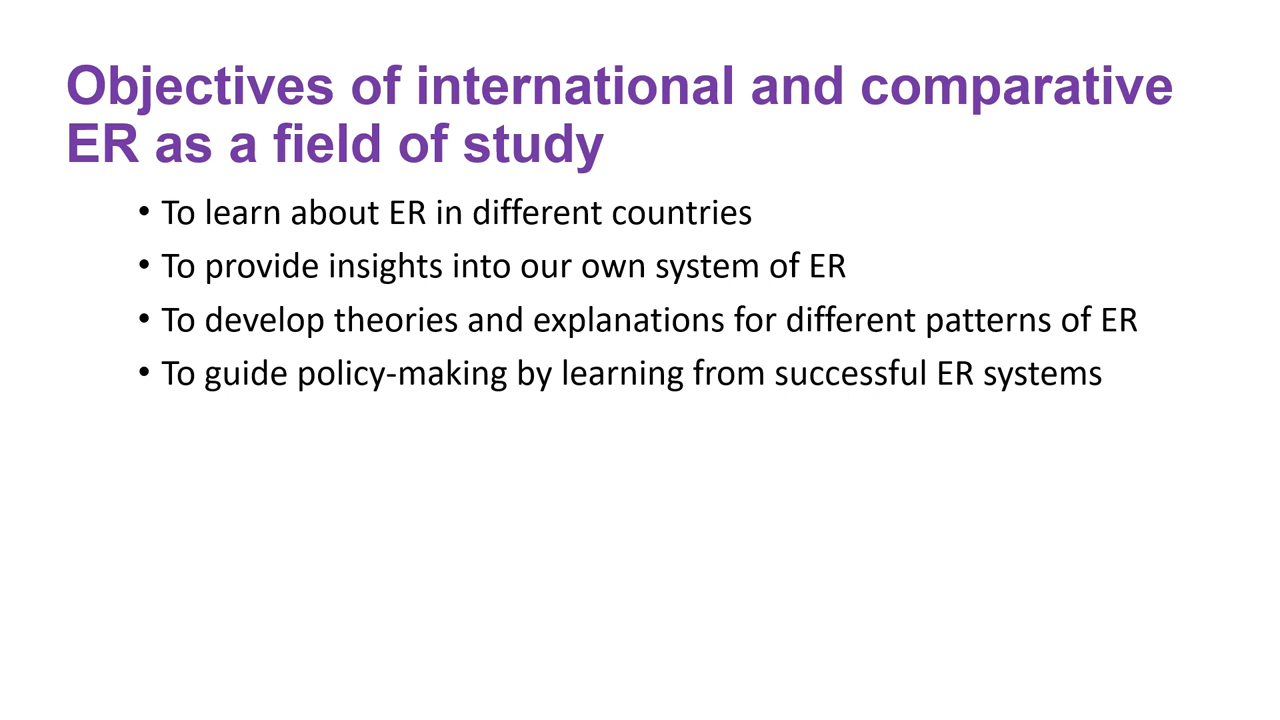 Objectives of international and comparative
ER as a field of study
• To learn about ER in different countries
• To provide insights into our own system of ER
• To develop theories and explanations for different patterns of ER
• To guide policy-making by learning from successful ER systems